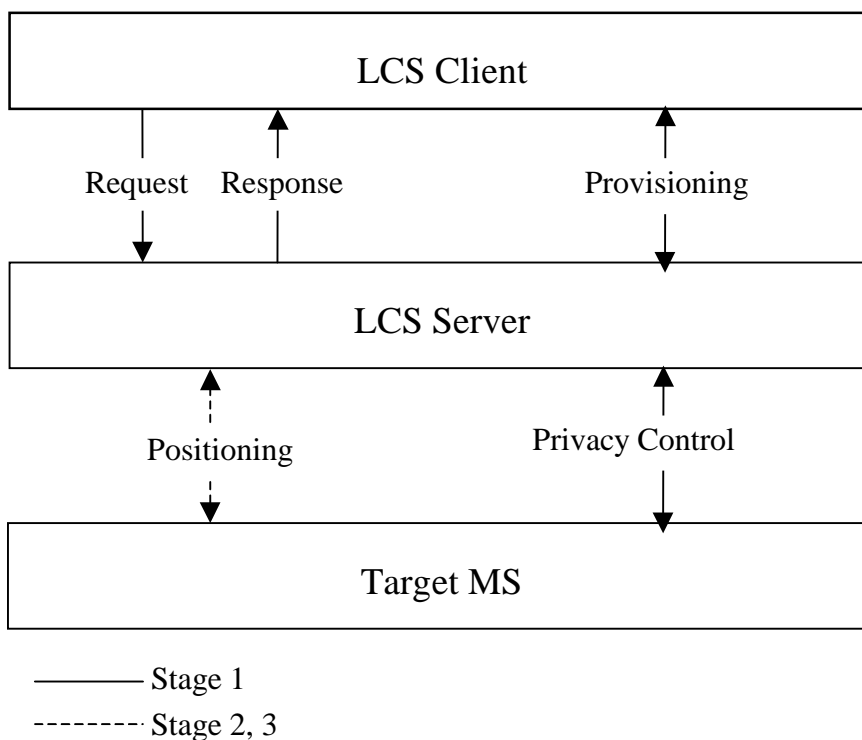 LCS Client
Request Response Provisioning
LCS Server
Positioning Privacy Control
Target MS
Stage 1
Stage 2, 3